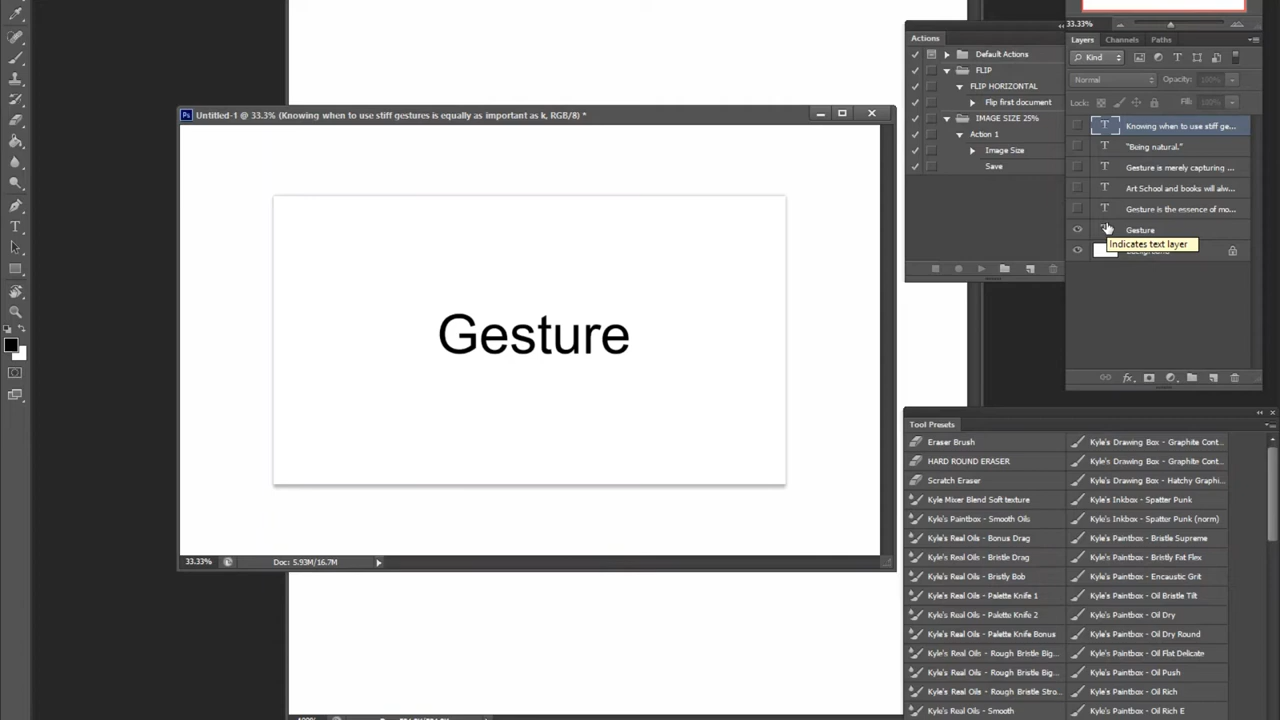 33.33%
Actions
Layers
Channels
Paths
Default Actions
Kind
FLIP
Normal
Opacity:
100%
FLIP HORIZONTAL
Flip first document
Lock:
Fill:
100%
Untitled-1 @ 33.3% (Knowing when to use stiff gestures is equally as important as k, RGB/8) *
IMAGE SIZE 25%
Knowing when to use stiff ge...
Action 1
"Being natural."
Image Size
Save
Gesture is merely capturing ...
Art School and books will alw...
Gesture is the essence of mo...
Gesture
Indicates text layer
Gesture
Tool Presets
Eraser Brush
Kyle's Drawing Box - Graphite Cont...
HARD ROUND ERASER
Kyle's Drawing Box - Graphite Cont...
Scratch Eraser
Kyle's Drawing Box - Hatchy Graphi...
Kyle Mixer Blend Soft texture
Kyle's Inkbox - Spatter Punk
Kyle's Paintbox - Smooth Oils
Kyle's Inkbox - Spatter Punk (norm)
Kyle's Real Oils - Bonus Drag
Kyle's Paintbox - Bristle Supreme
Kyle's Real Oils - Bristle Drag
Kyle's Paintbox - Bristly Fat Flex
33.33%
Doc: 5.93M/16.7M
Kyle's Real Oils - Bristly Bob
Kyle's Paintbox - Encaustic Grit
Kyle's Real Oils - Palette Knife 1
Kyle's Paintbox - Oil Bristle Tilt
Kyle's Real Oils - Palette Knife 2
Kyle's Paintbox - Oil Dry
Kyle's Real Oils - Palette Knife Bonus
Kyle's Paintbox - Oil Dry Round
Kyle's Real Oils - Rough Bristle Big...
Kyle's Paintbox - Oil Flat Delicate
Kyle's Real Oils - Rough Bristle Big...
Kyle's Paintbox - Oil Push
Kyle's Real Oils - Rough Bristle Stro...
Kyle's Paintbox - Oil Rich
Kyle's Real Oils - Smooth
Kyle's Paintbox - Oil Rich E